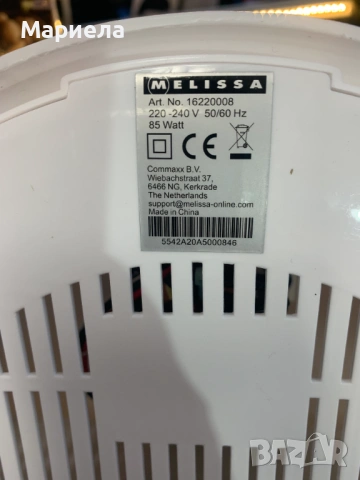 Мариела
MELISSA
Art. No. 16220008
220 -240 V 50/60 Hz
85 Watt
CE
Commaxx B.V.
Wiebachstraat 37,
6466 NG, Kerkrade
The Netherlands
support@melissa-online.com
Made in China
5542A20A5000846
BAZAR